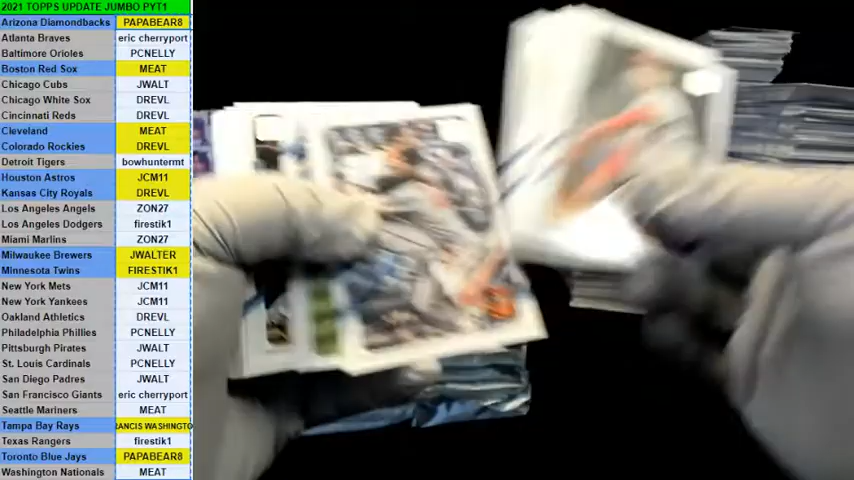 2021 TOPPS UPDATE JUMBO PYT1
Arizona Diamondbacks PAPABEAR8
Atlanta Braves eric cherryport
Baltimore Orioles PCNELLY
Boston Red Sox MEAT
Chicago Cubs JWALT
Chicago White Sox DREVL
Cincinnati Reds DREVL
Cleveland MEAT
Colorado Rockies DREVL
Detroit Tigers bowhuntermt
Houston Astros JCM11
Kansas City Royals DREVL
Los Angeles Angels ZON27
Los Angeles Dodgers firestik1
Miami Marlins ZON27
Milwaukee Brewers JWALTER
Minnesota Twins FIRESTIK1
New York Mets JCM11
New York Yankees JCM11
Oakland Athletics DREVL
Philadelphia Phillies PCNELLY
Pittsburgh Pirates JWALT
St. Louis Cardinals PCNELLY
San Diego Padres JWALT
San Francisco Giants eric cherryport
Seattle Mariners MEAT
Tampa Bay Rays RANCIS WASHINGTO
Texas Rangers firestik1
Toronto Blue Jays PAPABEAR8
Washington Nationals MEAT